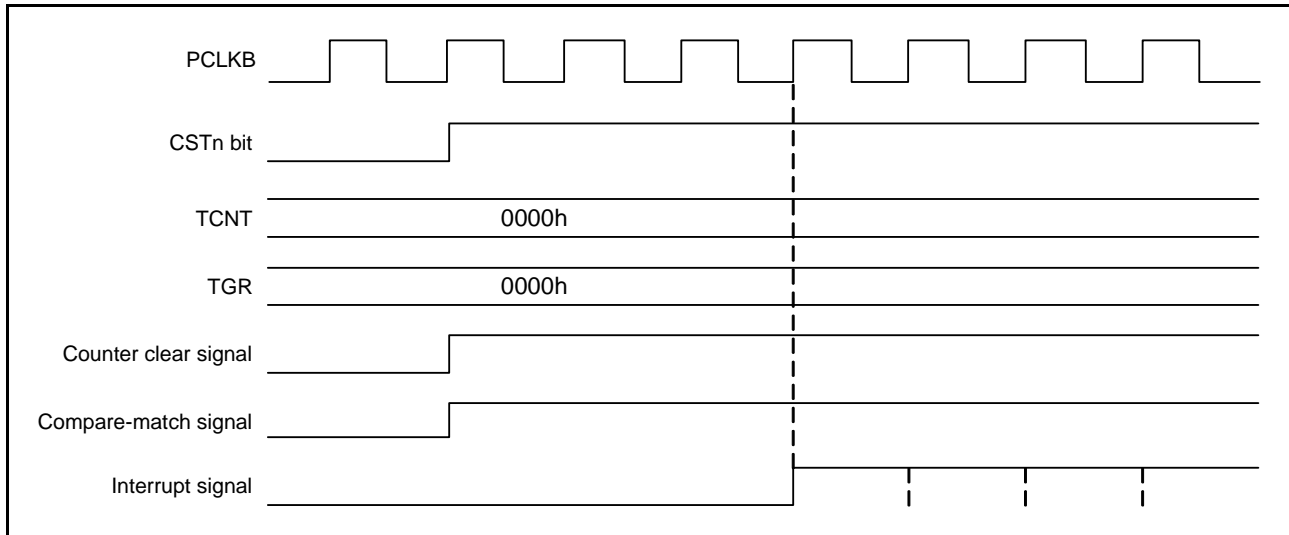 PCLKB
CSTn bit
TCNT 0000h
TGR 0000h
Counter clear signal
Compare-match signal
Interrupt signal